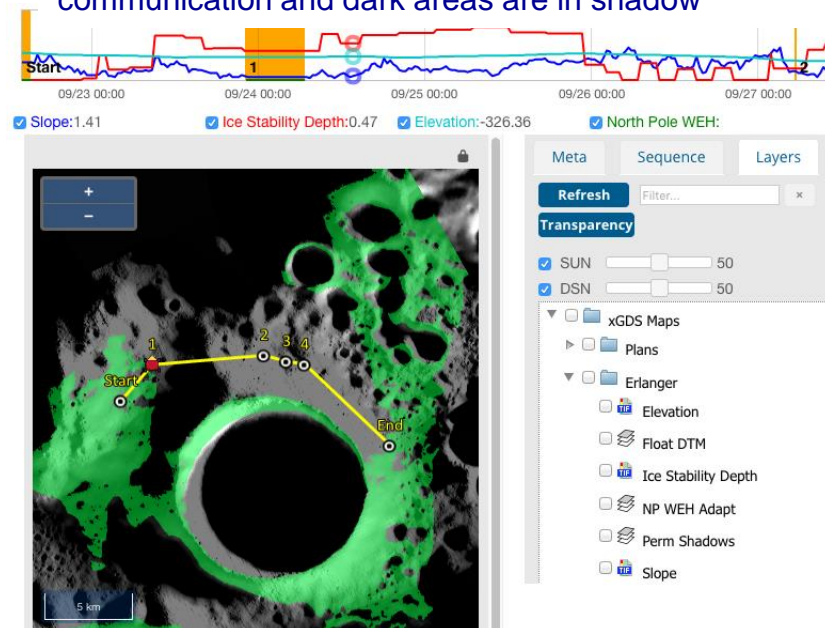 communication and dark areas are in shadow
Start
1
2
09/23 00:00
09/24 00:00
09/25 00:00
09/26 00:00
09/27 00:00
Slope:1.41
Ice Stability Depth:0.47
Elevation:-326.36
North Pole WEH:
+
−
1
2
3
4
Start
End
5 km
Meta
Sequence
Layers
Refresh
Filter...
×
Transparency
SUN
50
DSN
50
xGDS Maps
Plans
Erlanger
TIF
Elevation
Float DTM
TIF
Ice Stability Depth
NP WEH Adapt
Perm Shadows
TIF
Slope